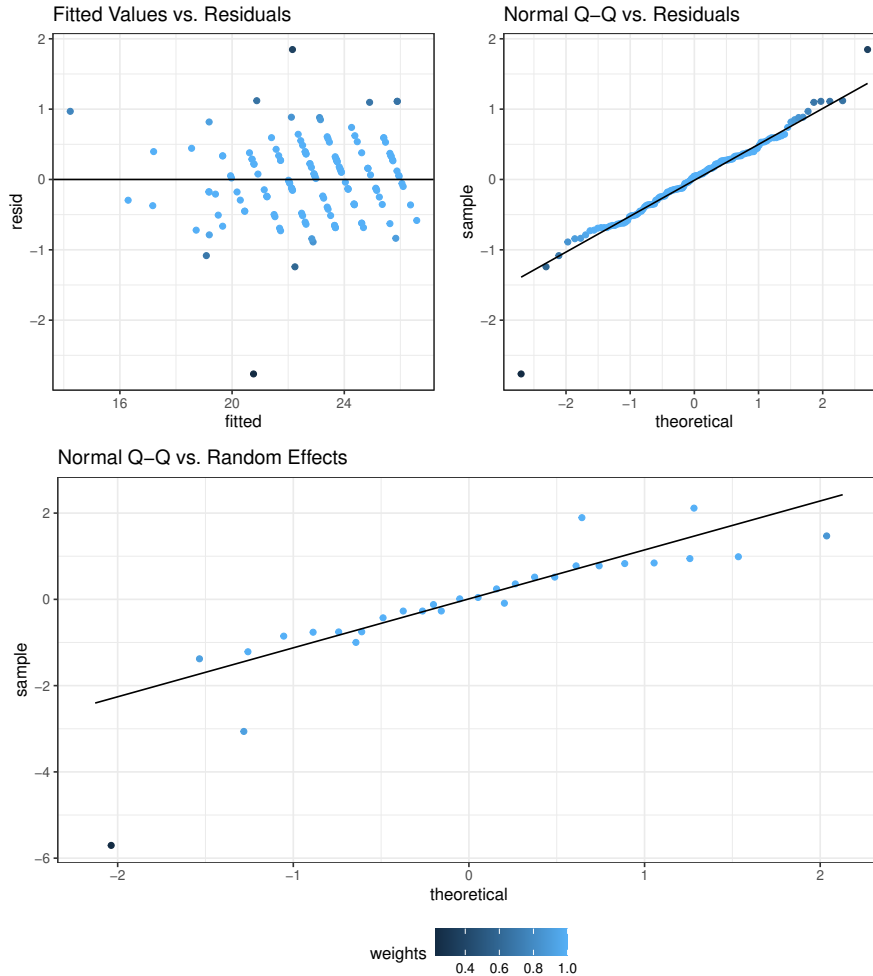 Fitted Values vs. Residuals
2
1
0
−1
−2
resid
16
20
24
fitted
Normal Q−Q vs. Residuals
2
1
0
−1
−2
sample
−2
−1
0
1
2
theoretical
Normal Q−Q vs. Random Effects
2
0
−2
−4
−6
sample
−2
−1
0
1
2
theoretical
weights
0.4 0.6 0.8 1.0